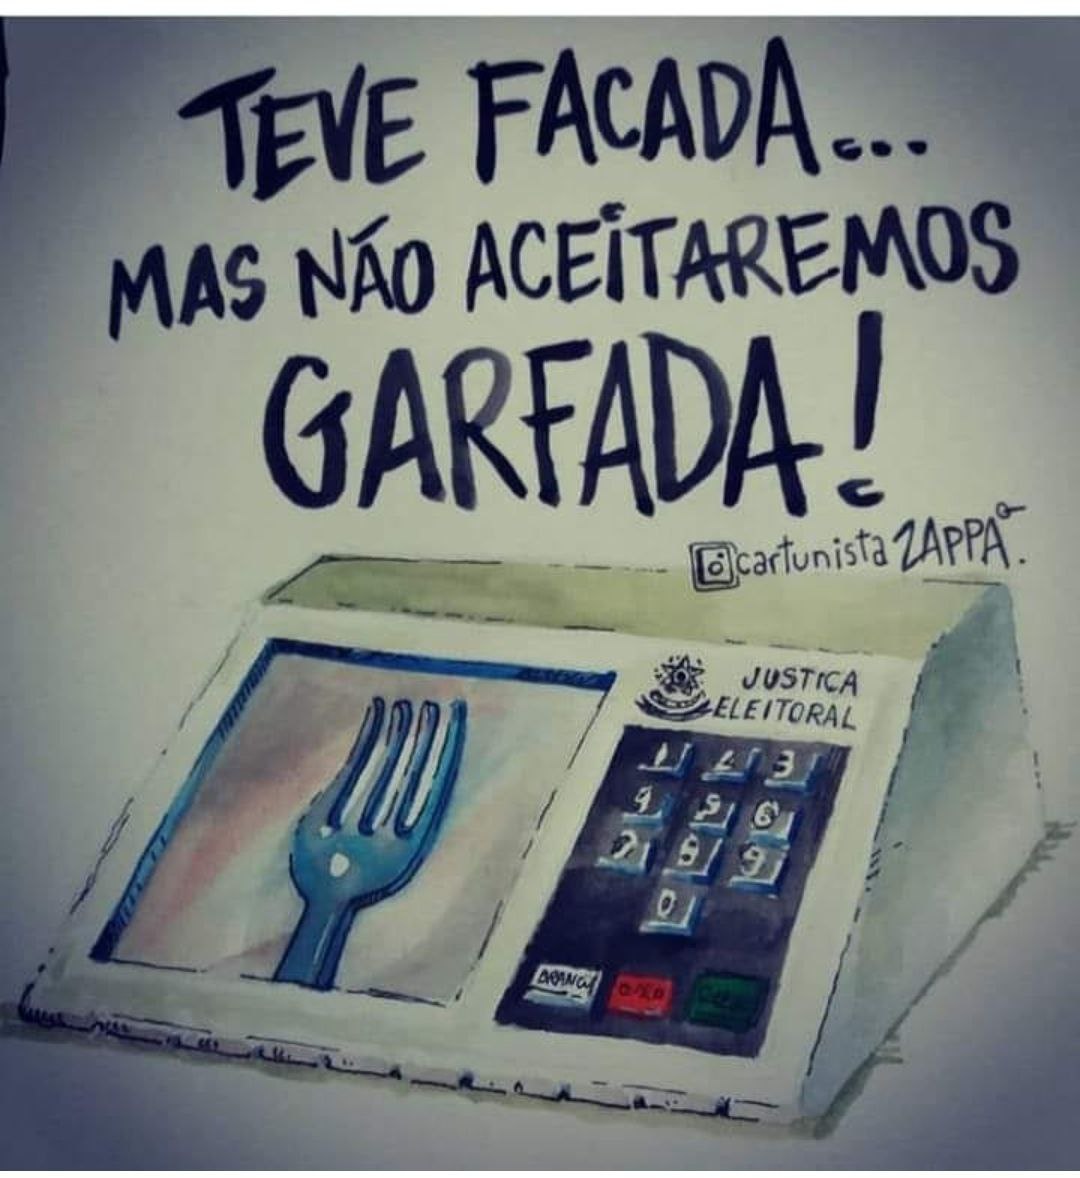 TEVE FACADA...
MAS NÃO ACEITAREMOS
GARFADA!
cartunista ZAPPA.
JUSTICA
ELEITORAL
1 2 3
4 5 6
7 8 9
0
BRANCO